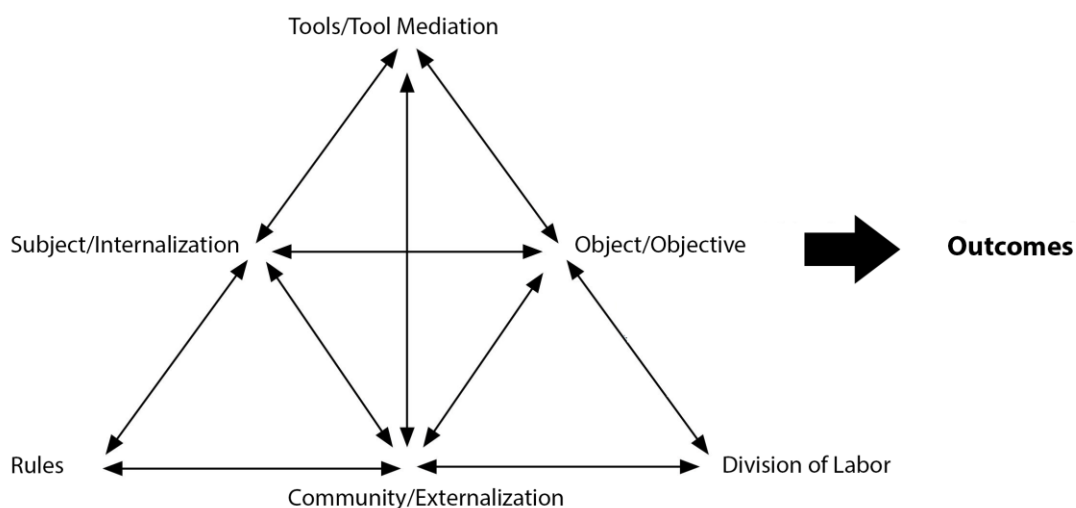 Tools/Tool Mediation
Subject/Internalization
Object/Objective
Outcomes
Rules
Division of Labor
Community/Externalization